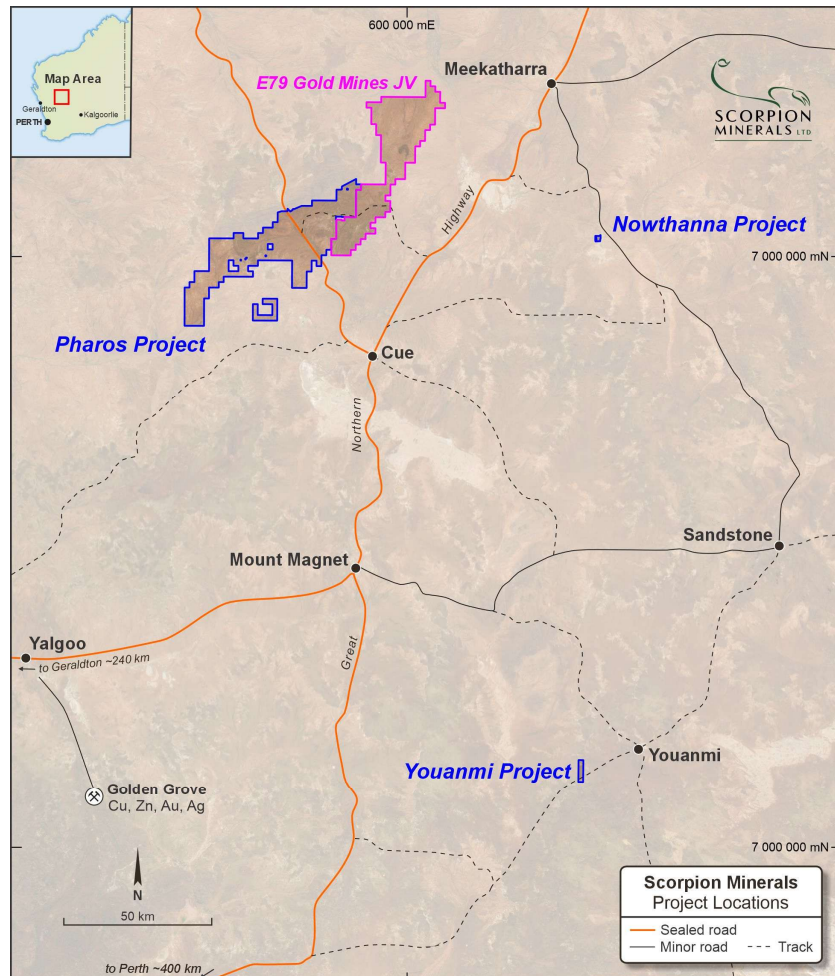 600 000 mE
Map Area
Geraldton
Kalgoorlie
PERTH
E79 Gold Mines JV
Meekatharra
SCORPION
MINERALS LTD
Highway
Nowthanna Project
7 000 000 mN
Pharos Project
Cue
Northern
Sandstone
Mount Magnet
Yalgoo
to Geraldton ~240 km
Great
Youanmi
Youanmi Project
Golden Grove
Cu, Zn, Au, Ag
7 000 000 mN
N
50 km
Scorpion Minerals
Project Locations
Sealed road
Minor road
Track
to Perth ~400 km